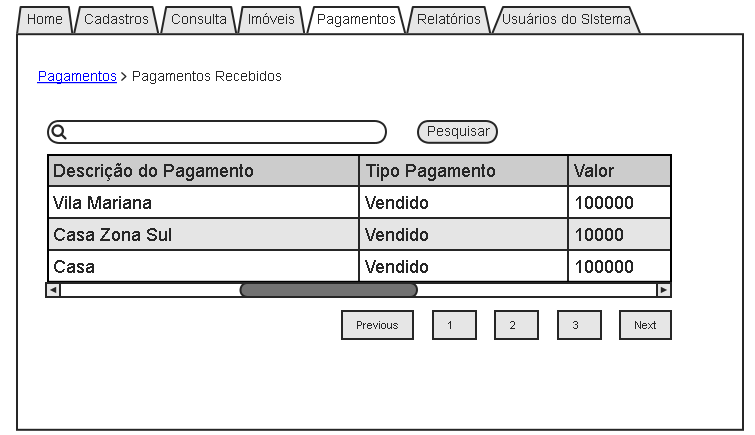 Home Cadastros Consulta Imóveis Pagamentos Relatórios Usuários do SIstema
Pagamentos > Pagamentos Recebidos
Pesquisar
Descrição do Pagamento Tipo Pagamento Valor
Vila Mariana Vendido 100000
Casa Zona Sul Vendido 10000
Casa Vendido 100000
Previous 1 2 3 Next